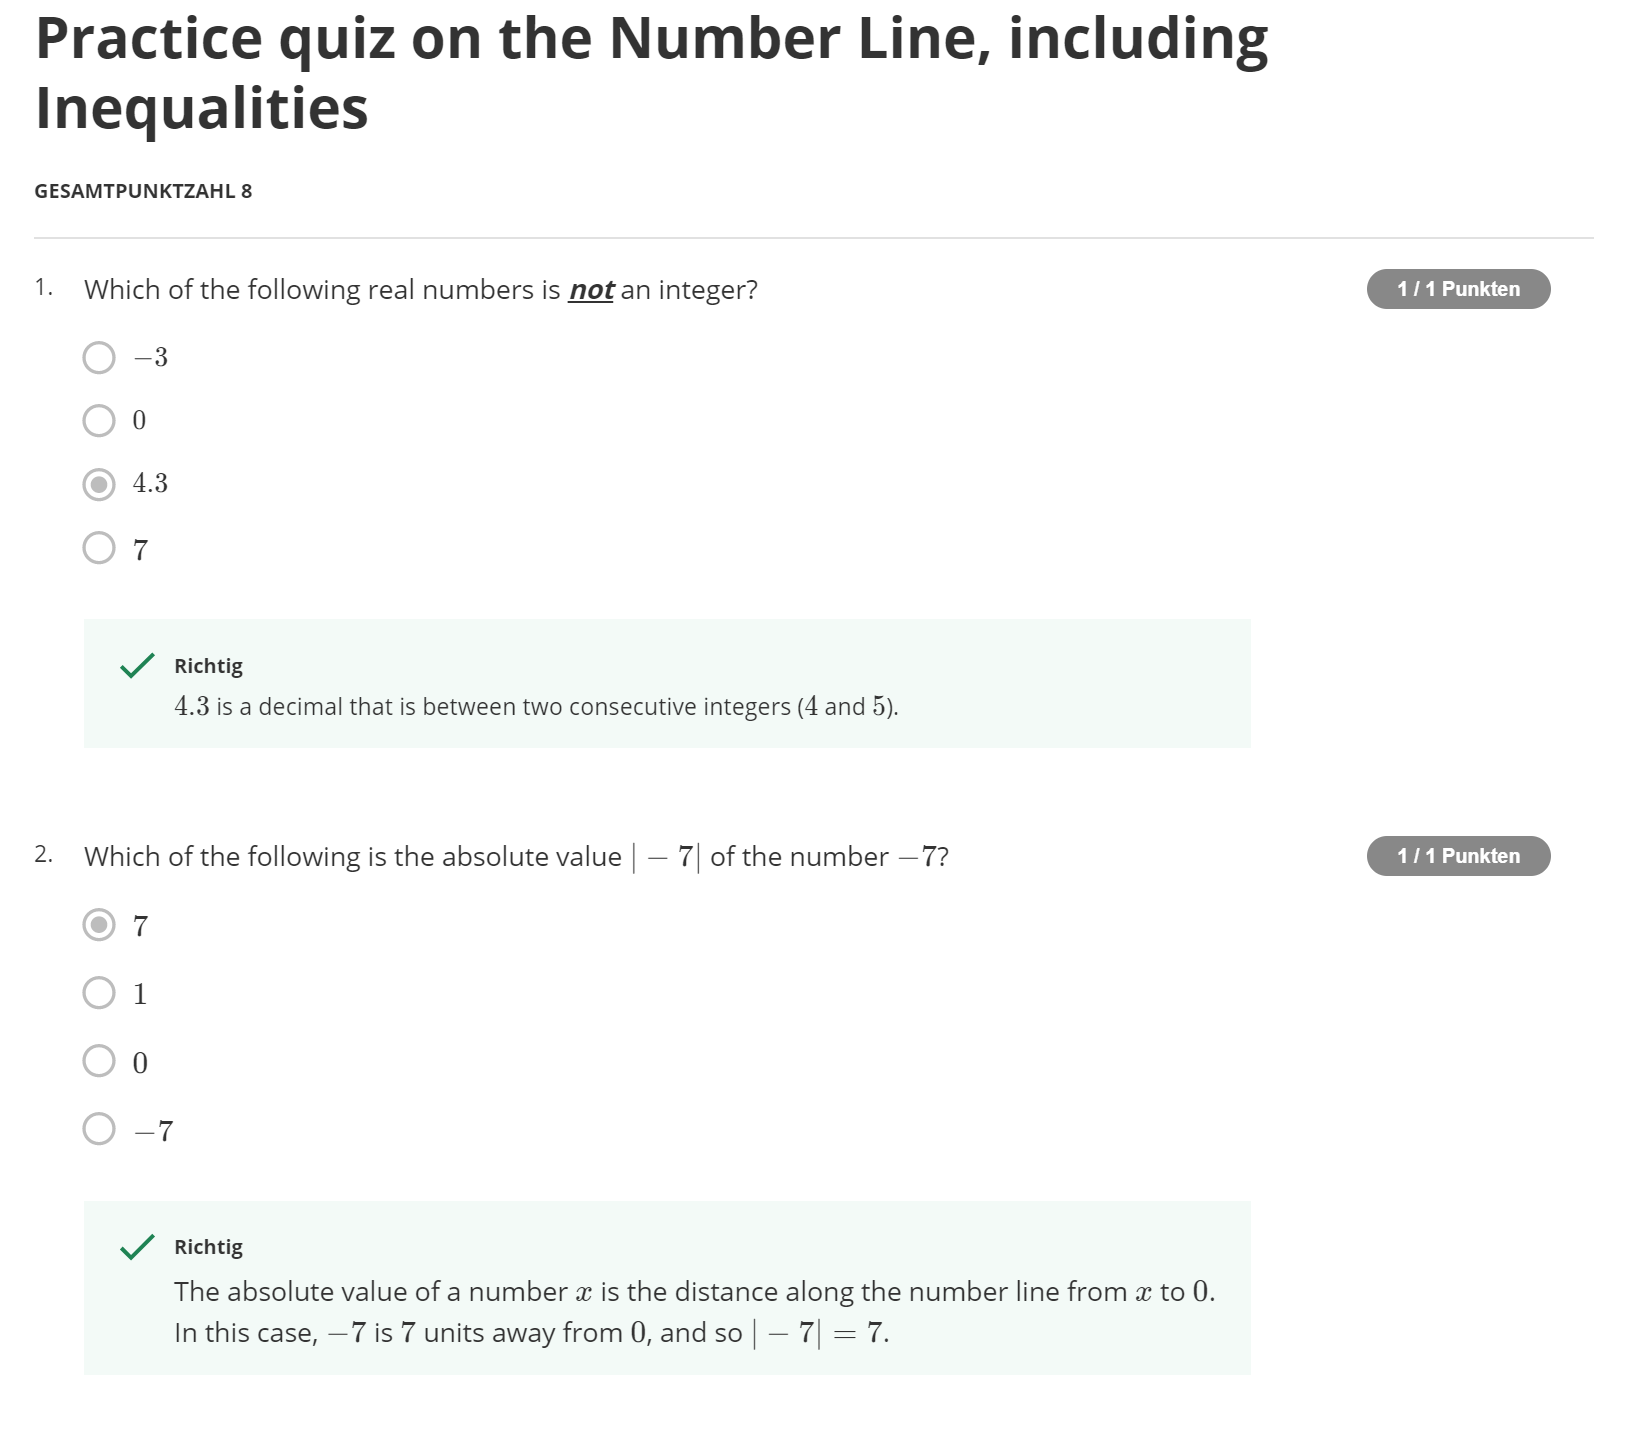 Practice quiz on the Number Line, including
Inequalities
GESAMTPUNKTZAHL 8
1. Which of the following real numbers is not an integer?
1 / 1 Punkten
−3
0
4.3
7
Richtig
4.3 is a decimal that is between two consecutive integers (4 and 5).
2. Which of the following is the absolute value | − 7| of the number −7?
1 / 1 Punkten
7
1
0
−7
Richtig
The absolute value of a number x is the distance along the number line from x to 0.
In this case, −7 is 7 units away from 0, and so | − 7| = 7.